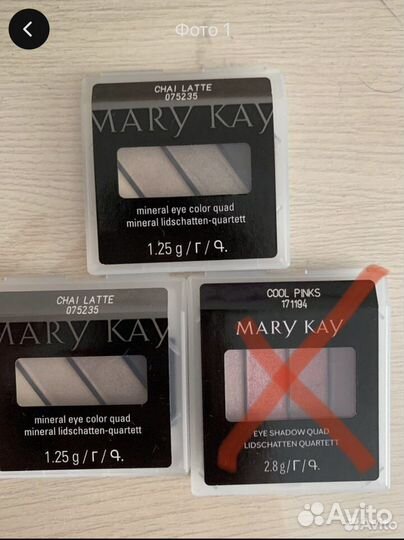 Фото 1
CHAI LATTE
075235
MARY KAY
mineral eye color quad
mineral lidschatten-quartett
1.25 g/Г/գ.
CHAI LATTE
075235
MARY KAY
mineral eye color quad
mineral lidschatten-quartett
1.25 g/Г/գ.
COOL PINKS
171194
MARY KAY
EYE SHADOW QUAD
LIDSCHATTEN QUARTETT
2.8 g/Г/գ.
Avito
Avito